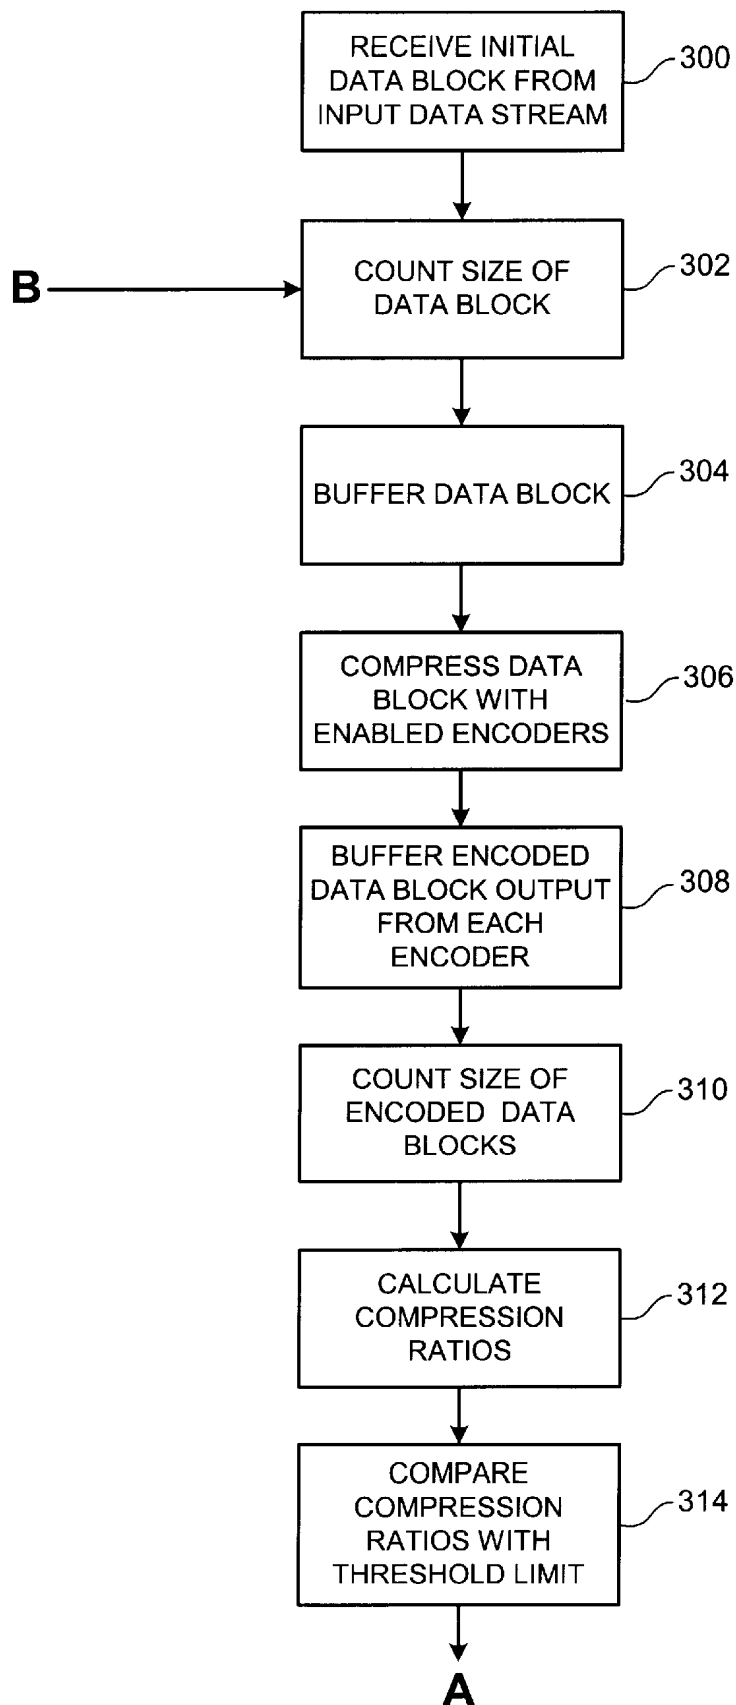 RECEIVE INITIAL
DATA BLOCK FROM
INPUT DATA STREAM
300
B
COUNT SIZE OF
DATA BLOCK
302
BUFFER DATA BLOCK
304
COMPRESS DATA
BLOCK WITH
ENABLED ENCODERS
306
BUFFER ENCODED
DATA BLOCK OUTPUT
FROM EACH
ENCODER
308
COUNT SIZE OF
ENCODED DATA
BLOCKS
310
CALCULATE
COMPRESSION
RATIOS
312
COMPARE
COMPRESSION
RATIOS WITH
THRESHOLD LIMIT
314
A